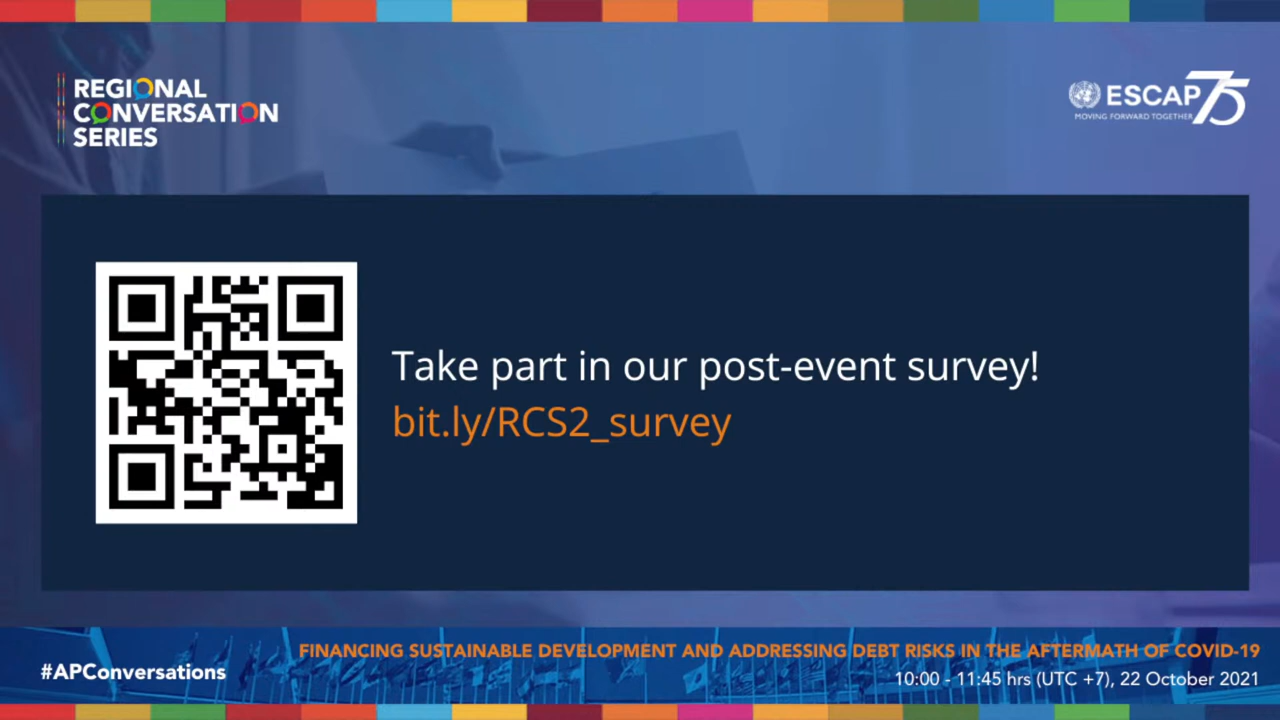 REGIONAL
CONVERSATION
SERIES
ESCAP 75
MOVING FORWARD TOGETHER
Take part in our post-event survey!
bit.ly/RCS2_survey
FINANCING SUSTAINABLE DEVELOPMENT AND ADDRESSING DEBT RISKS IN THE AFTERMATH OF COVID-19
#APConversations
10:00 - 11:45 hrs (UTC +7), 22 October 2021